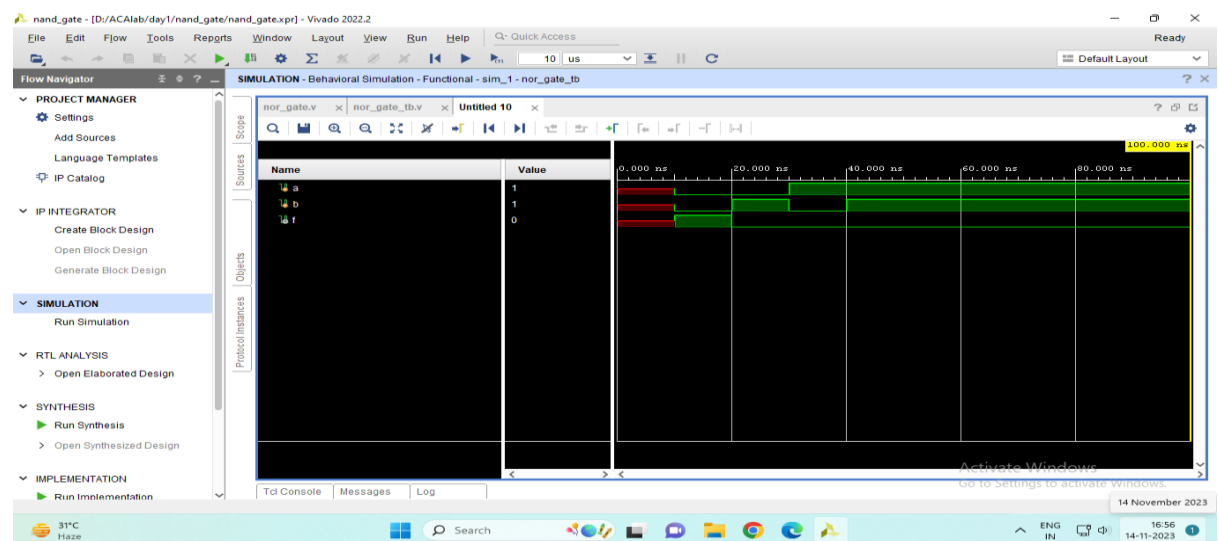 nand_gate - [D:/ACAlab/day1/nand_gate/nand_gate.xpr] - Vivado 2022.2
File Edit Flow Tools Reports Window Layout View Run Help Q- Quick Access Ready
10 us Default Layout
Flow Navigator SIMULATION - Behavioral Simulation - Functional - sim_1 - nor_gate_tb
PROJECT MANAGER
Settings
Add Sources
Language Templates
IP Catalog
IP INTEGRATOR
Create Block Design
Open Block Design
Generate Block Design
SIMULATION
Run Simulation
RTL ANALYSIS
Open Elaborated Design
SYNTHESIS
Run Synthesis
Open Synthesized Design
IMPLEMENTATION
Run Implementation
Scope
Sources
Objects
Protocol Instances
nor_gate.v nor_gate_tb.v Untitled 10
100.000 ns
Name Value 0.000 ns 20.000 ns 40.000 ns 60.000 ns 80.000 ns
a 1
b 1
f 0
Activate Windows
Go to Settings to activate Windows.
Tcl Console Messages Log
14 November 2023
31°C
Haze
Search
ENG
IN
16:56
14-11-2023
1